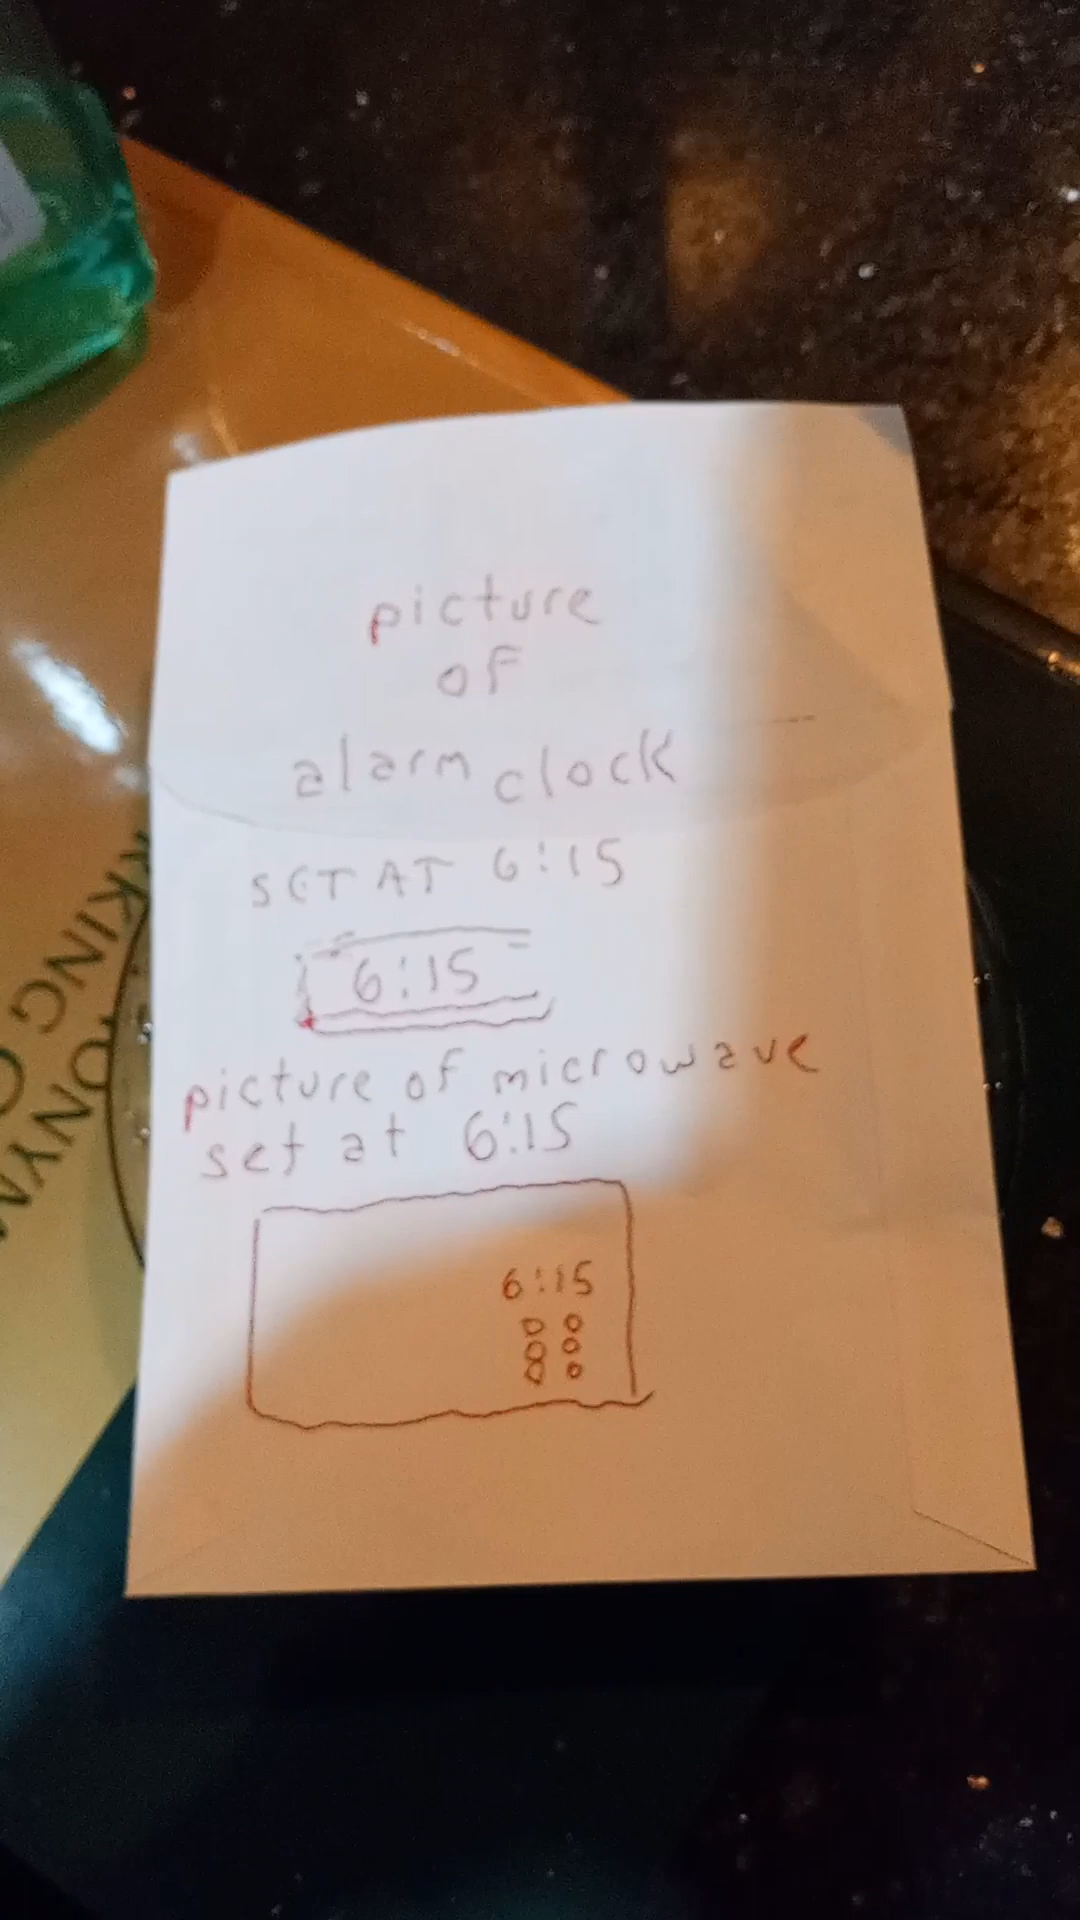 picture
of
alarm clock
SET AT 6:15
6:15
picture of microwave
set at 6:15
6:15